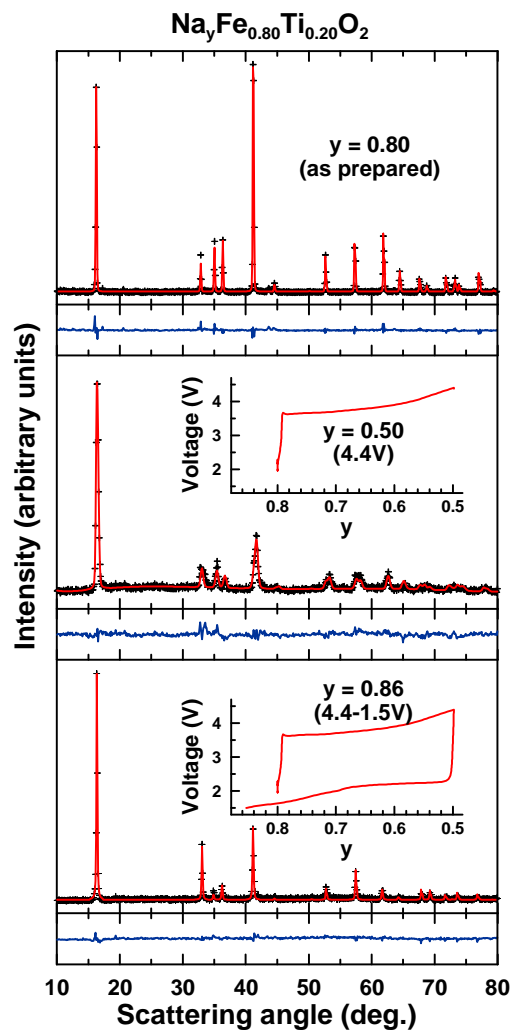 NayFe0.80Ti0.20O2
y = 0.80
(as prepared)
Intensity (arbitrary units)
Voltage (V)
4
3
2
y = 0.50
(4.4V)
0.8 0.7 0.6 0.5
y
Voltage (V)
4
3
2
y = 0.86
(4.4-1.5V)
0.8 0.7 0.6 0.5
y
10 20 30 40 50 60 70 80
Scattering angle (deg.)